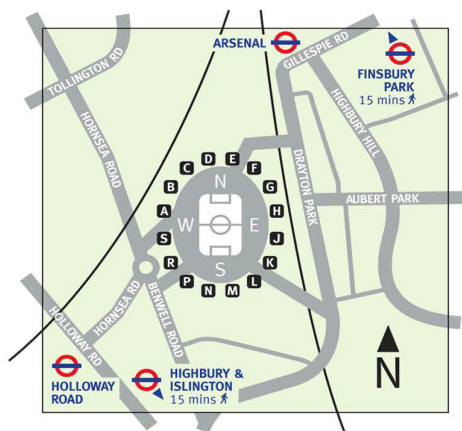 ARSENAL
GILLESPIE RD
FINSBURY
PARK
15 mins
TOLLINGTON RD
HORNSEA ROAD
HIGHBURY HILL
DRAYTON PARK
AUBERT PARK
D
E
C
F
B
G
A
H
S
J
R
K
P
L
N
M
N
W
E
S
HORNSEA RD
BENWELL ROAD
HOLLOWAY RD
HOLLOWAY
ROAD
HIGHBURY &
ISLINGTON
15 mins
N